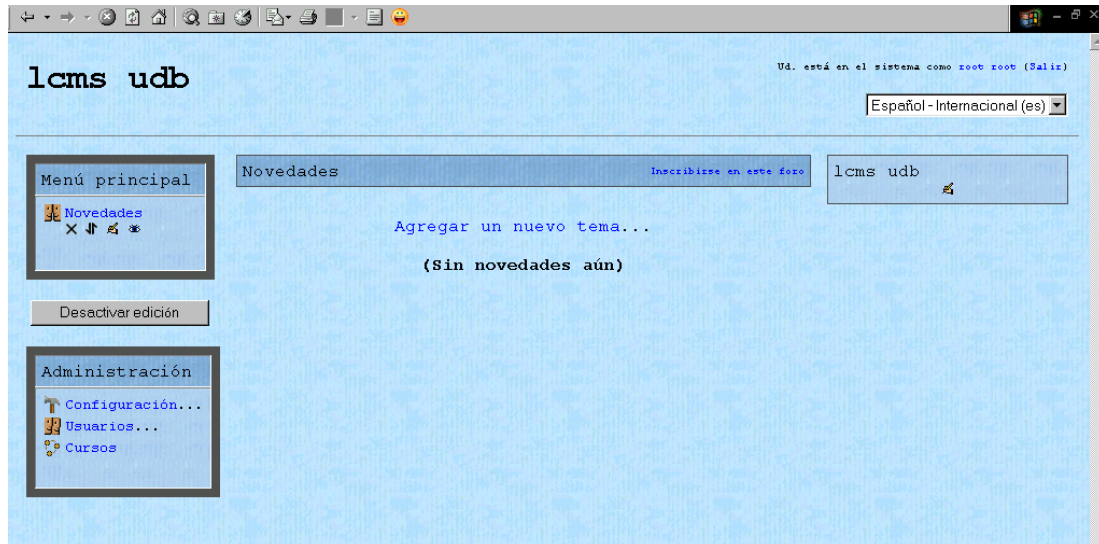 lcms udb
Ud. está en el sistema como root root (Salir)
Español - Internacional (es)
Menú principal
Novedades
Desactivar edición
Administración
Configuración...
Usuarios...
Cursos
Novedades
Inscribirse en este foro
Agregar un nuevo tema...
(Sin novedades aún)
lcms udb